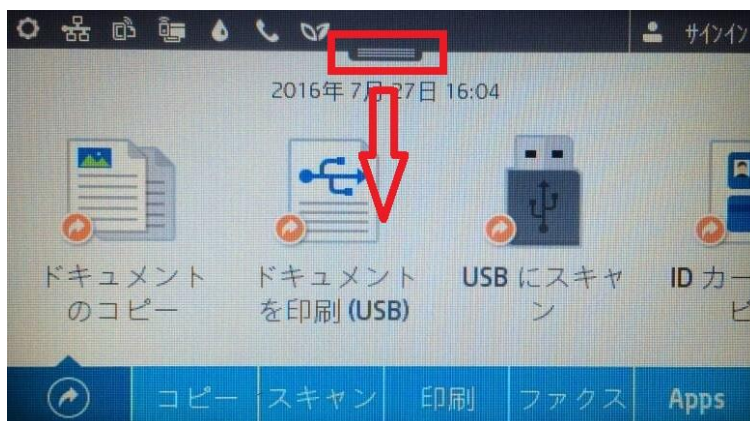 サインイン
2016年 7月 27日 16:04
ドキュメント
のコピー
ドキュメント
を印刷 (USB)
USB にスキャ
ン
ID カー
ピ
コピー
スキャン
印刷
ファクス
Apps